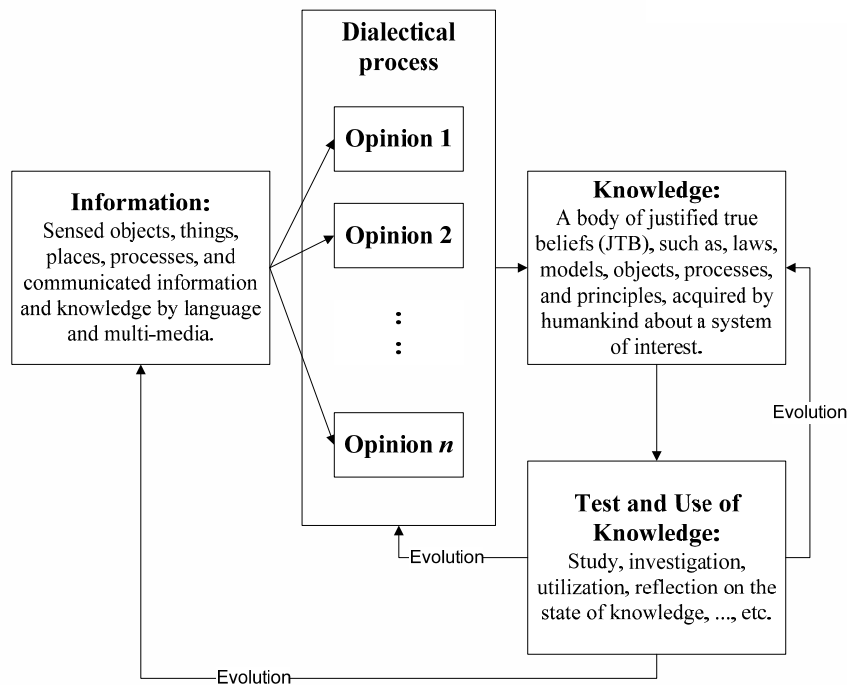 Dialectical
process
Opinion 1
Opinion 2
:
:
Opinion n
Information:
Sensed objects, things,
places, processes, and
communicated information
and knowledge by language
and multi-media.
Knowledge:
A body of justified true
beliefs (JTB), such as, laws,
models, objects, processes,
and principles, acquired by
humankind about a system
of interest.
Evolution
Test and Use of
Knowledge:
Study, investigation,
utilization, reflection on the
state of knowledge, ..., etc.
Evolution
Evolution